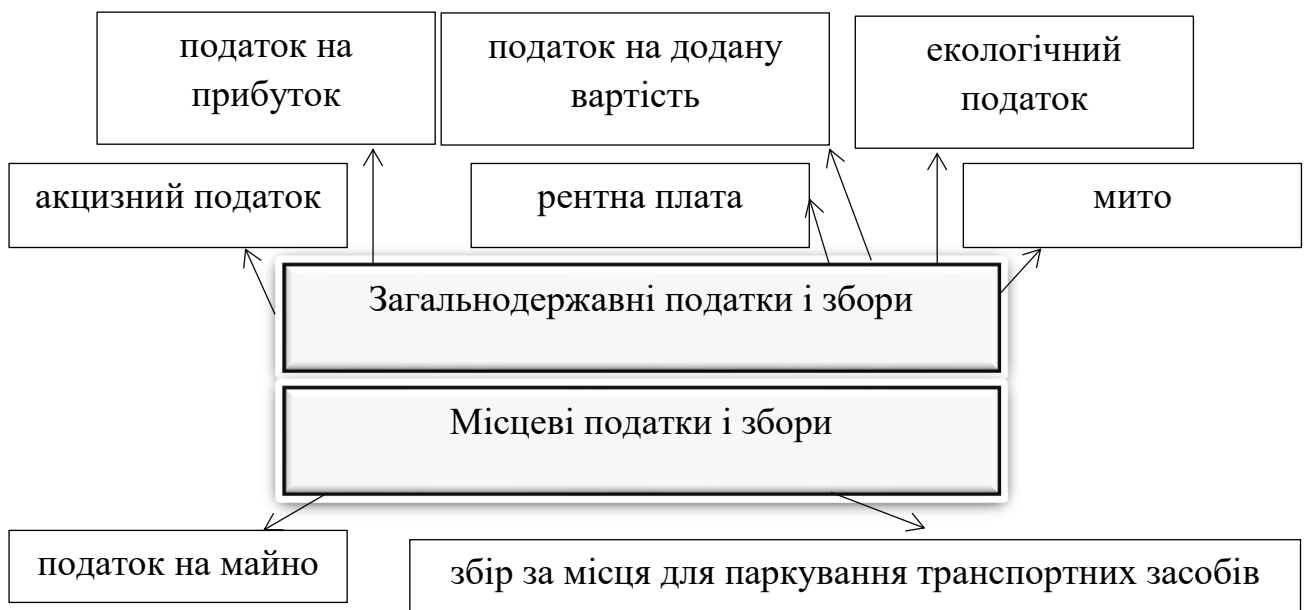 податок на
прибуток
податок на додану
вартість
екологічний
податок
акцизний податок
рентна плата
мито
Загальнодержавні податки і збори
Місцеві податки і збори
податок на майно
збір за місця для паркування транспортних засобів